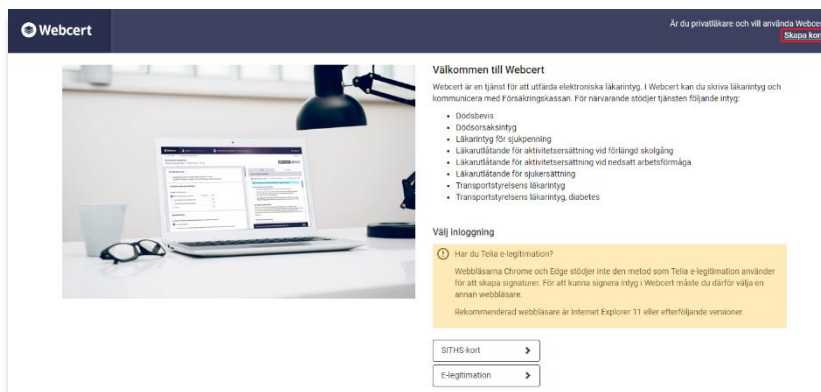 Webcert
Är du privatläkare och vill använda Webcer
Skapa kon
Välkommen till Webcert
Webcert är en tjänst för att utfärda elektroniska läkarintyg. I Webcert kan du skriva läkarintyg och
kommunicera med Försäkringskassan. För närvarande stödjer tjänsten följande intyg:
Dödsbevis
Dödsorsaksintyg
Läkarintyg för sjukpenning
Läkarutlåtande för aktivitetsersättning vid förlängd skolgång
Läkarutlåtande för aktivitetsersättning vid nedsatt arbetsförmåga
Läkarutlåtande för sjukersättning
Transportstyrelsens läkarintyg
Transportstyrelsens läkarintyg, diabetes
Välj inloggning
Har du Telia e-legitimation?
Webbläsarna Chrome och Edge stödjer inte den metod som Telia e-legitimation använder
för att skapa signaturer. För att kunna signera intyg i Webcert måste du därför välja en
annan webbläsare.
Rekommenderad webbläsare är Internet Explorer 11 eller efterföljande versioner.
SITHS-kort
E-legitimation